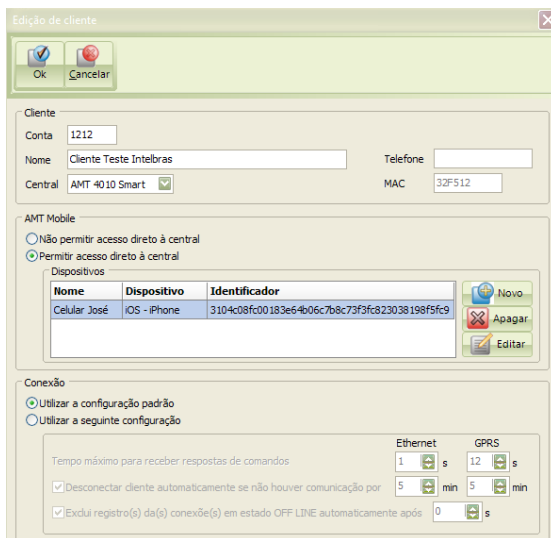 Edição de cliente
Ok Cancelar
Cliente
Conta 1212
Nome Cliente Teste Intelbras Telefone
Central AMT 4010 Smart MAC 32F512
AMT Mobile
Não permitir acesso direto à central
Permitir acesso direto à central
Dispositivos
Nome Dispositivo Identificador
Celular José iOS - iPhone 3104c08fc00183e64b06c7b8c73f3fc823038198f5fc9
Novo
Apagar
Editar
Conexão
Utilizar a configuração padrão
Utilizar a seguinte configuração
Ethernet GPRS
Tempo máximo para receber respostas de comandos 1 s 12 s
Desconectar cliente automaticamente se não houver comunicação por 5 min 5 min
Exclui registro(s) da(s) conexõe(s) em estado OFF LINE automaticamente após 0 s